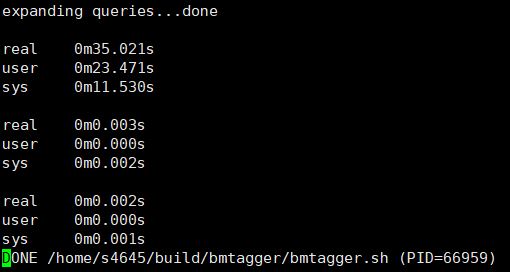 expanding queries...done
real 0m35.021s
user 0m23.471s
sys 0m11.530s
real 0m0.003s
user 0m0.000s
sys 0m0.002s
real 0m0.002s
user 0m0.000s
sys 0m0.001s
DONE /home/s4645/build/bmtagger/bmtagger.sh (PID=66959)